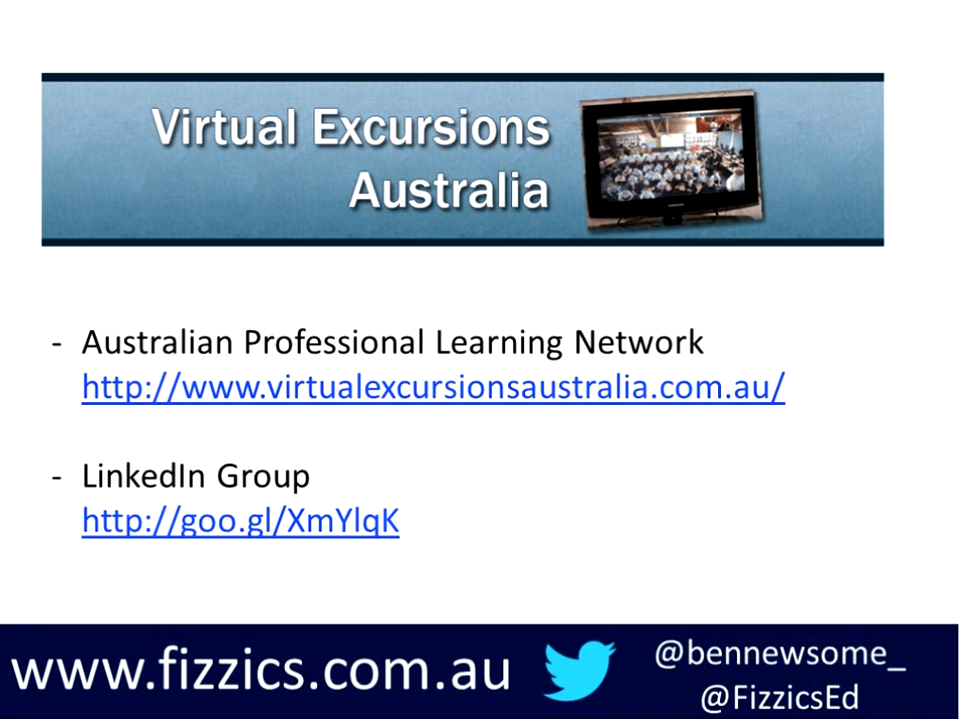 Virtual Excursions
Australia
- Australian Professional Learning Network
http://www.virtualexcursionsaustralia.com.au/
- LinkedIn Group
http://goo.gl/XmYlqK
www.fizzics.com.au
@bennewsome_
@FizzicsEd